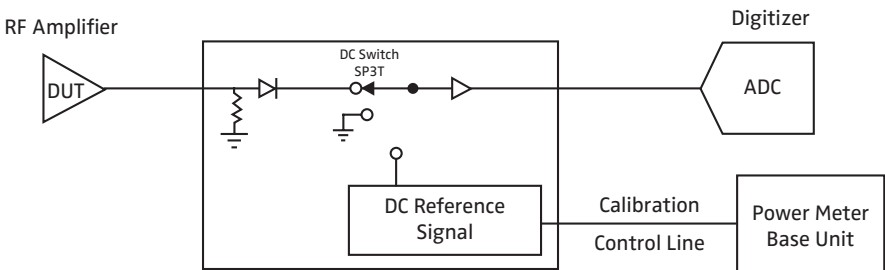 RF Amplifier
Digitizer
DC Switch
SP3T
DUT
ADC
DC Reference
Signal
Calibration
Control Line
Power Meter
Base Unit